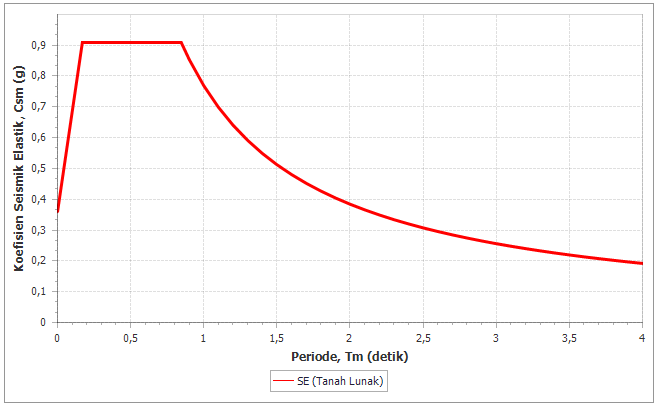 Koefisien Seismik Elastik, Csm (g)
0,9
0,8
0,7
0,6
0,5
0,4
0,3
0,2
0,1
0
0 0,5 1 1,5 2 2,5 3 3,5 4
Periode, Tm (detik)
SE (Tanah Lunak)